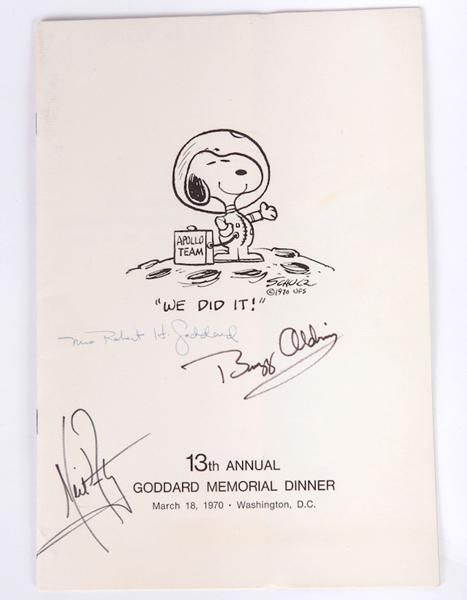 APOLLO
TEAM
SCHULZ
©1970 UFS
"WE DID IT!"
Mrs Robert H. Goddard
Buzz Aldrin
Neil
13th ANNUAL
GODDARD MEMORIAL DINNER
March 18, 1970 · Washington, D.C.